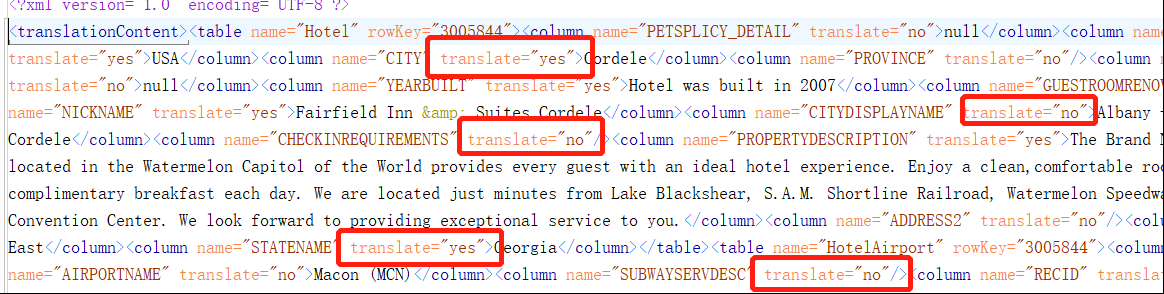 <?xml version= 1.0  encoding= UTF-8 ?>
<translationContent><table name="Hotel" rowKey="3005844"><column name="PETSPLICY_DETAIL" translate="no">null</column><column
translate="yes">USA</column><column name="CITY" translate="yes">Cordele</column><column name="PROVINCE" translate="no"/><column
translate="no">null</column><column name="YEARBUILT" translate="yes">Hotel was built in 2007</column><column name="GUESTROOMRENOV
name="NICKNAME" translate="yes">Fairfield Inn &amp; Suites Cordele</column><column name="CITYDISPLAYNAME" translate="no">Albany
Cordele</column><column name="CHECKINREQUIREMENTS" translate="no"/><column name="PROPERTYDESCRIPTION" translate="yes">The Brand N
located in the Watermelon Capitol of the World provides every guest with an ideal hotel experience. Enjoy a clean,comfortable roo
complimentary breakfast each day. We are located just minutes from Lake Blackshear, S.A.M. Shortline Railroad, Watermelon Speedwa
Convention Center. We look forward to providing exceptional service to you.</column><column name="ADDRESS2" translate="no"/><colu
East</column><column name="STATENAME" translate="yes">Georgia</column></table><table name="HotelAirport" rowKey="3005844"><column
name="AIRPORTNAME" translate="no">Macon (MCN)</column><column name="SUBWAYSERVDESC" translate="no"/><column name="RECID" translat